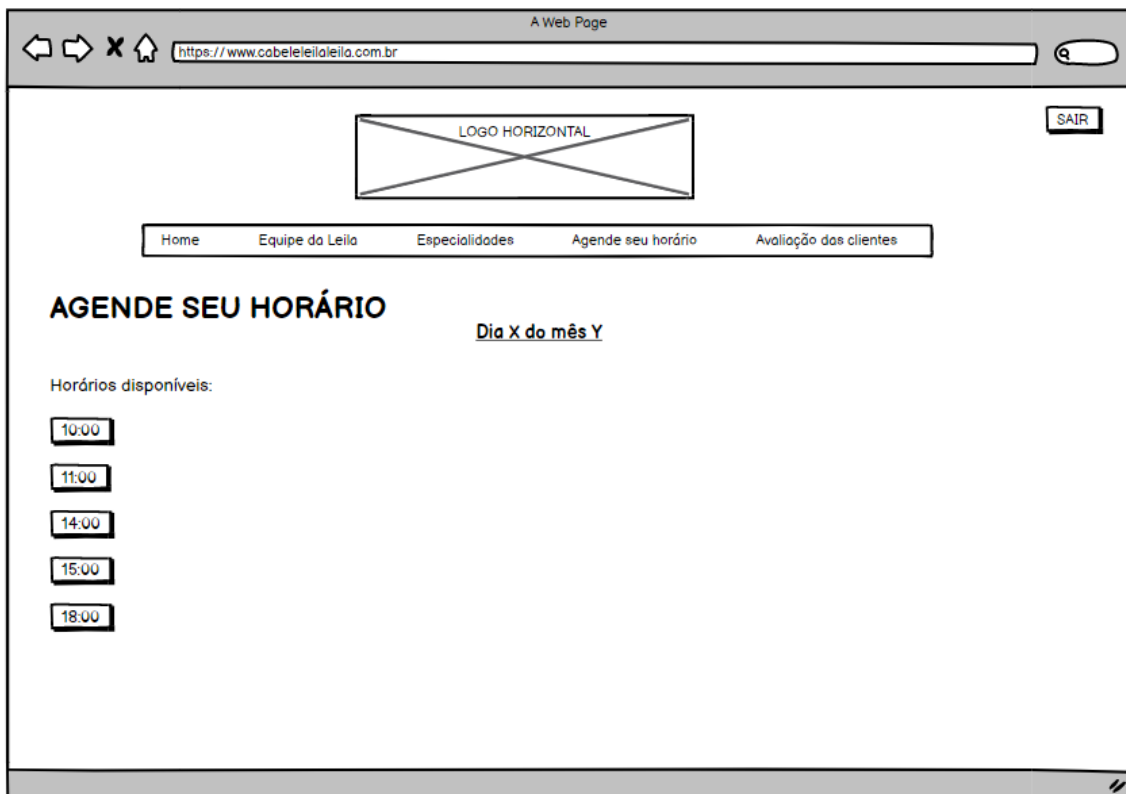 A Web Page
https://www.cabeleleilaleila.com.br
SAIR
LOGO HORIZONTAL
Home Equipe da Leila Especialidades Agende seu horário Avaliação das clientes
AGENDE SEU HORÁRIO
Dia X do mês Y
Horários disponíveis:
10:00
11:00
14:00
15:00
18:00